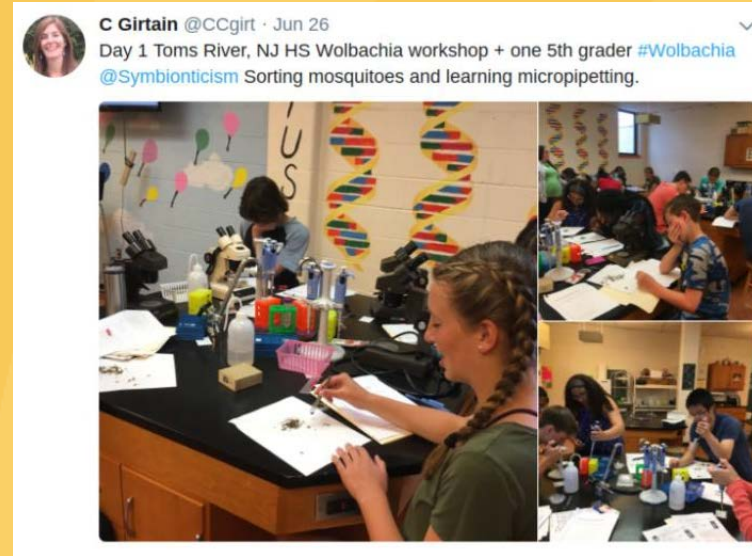 C Girtain @CCgirt · Jun 26
Day 1 Toms River, NJ HS Wolbachia workshop + one 5th grader #Wolbachia
@Symbionticism Sorting mosquitoes and learning micropipetting.
TUS